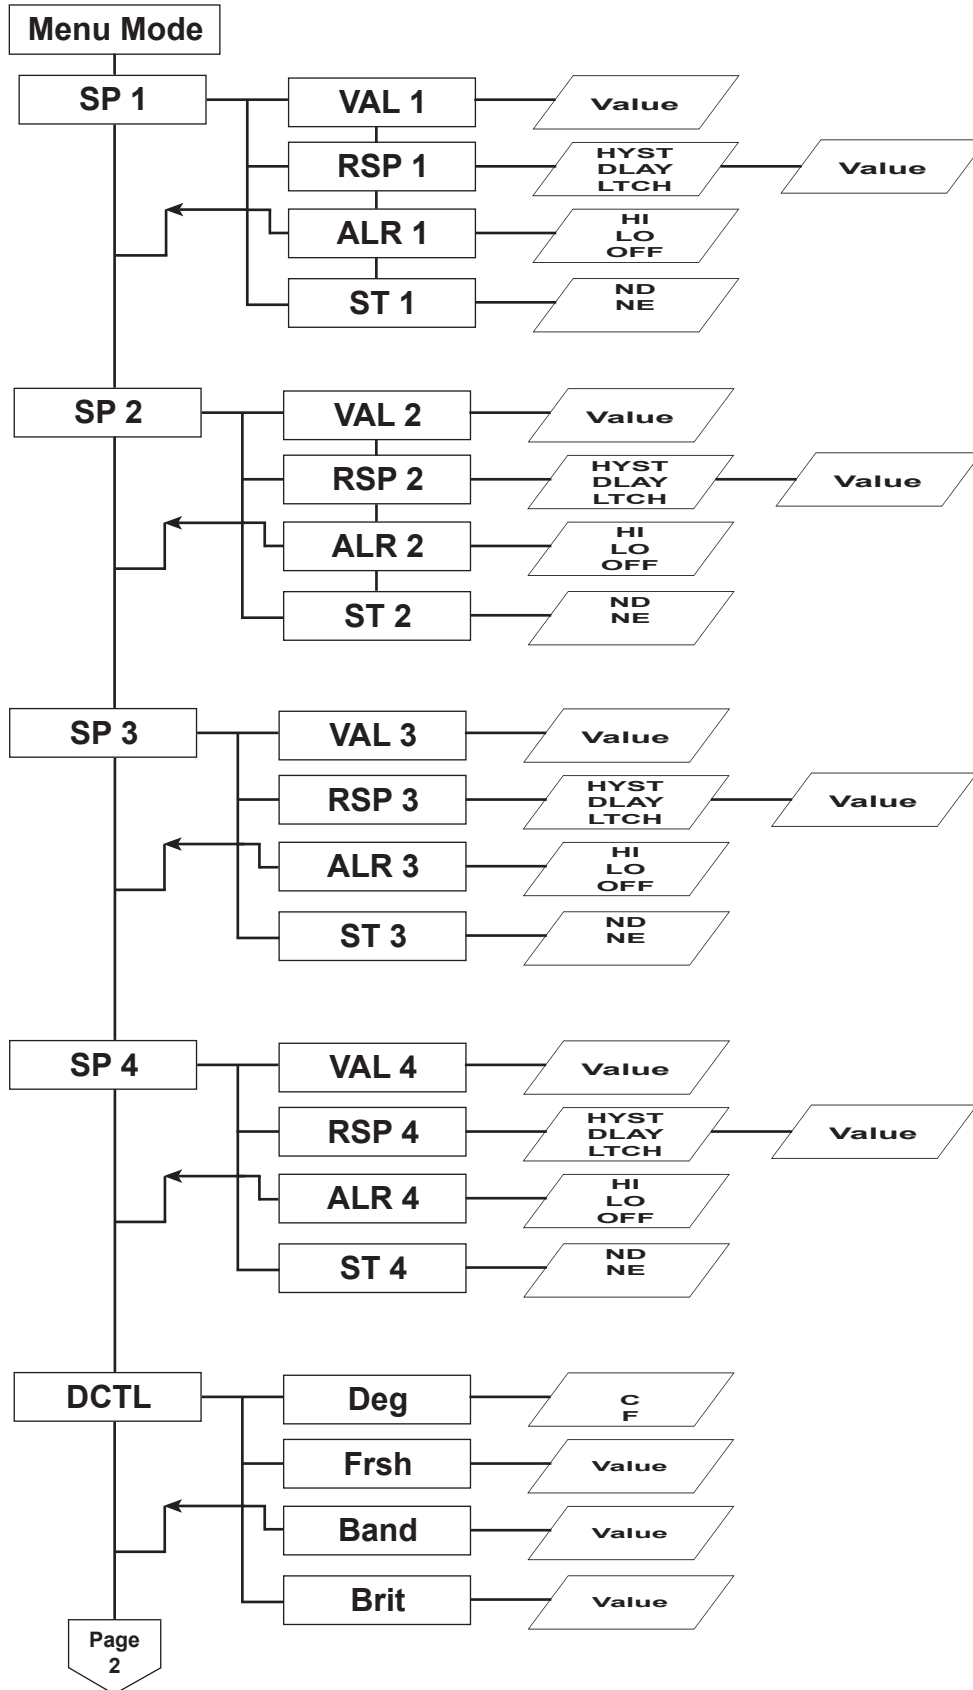 Menu Mode
SP 1
VAL 1
Value
RSP 1
HYST
DLAY
LTCH
Value
ALR 1
HI
LO
OFF
ST 1
ND
NE
SP 2
VAL 2
Value
RSP 2
HYST
DLAY
LTCH
Value
ALR 2
HI
LO
OFF
ST 2
ND
NE
SP 3
VAL 3
Value
RSP 3
HYST
DLAY
LTCH
Value
ALR 3
HI
LO
OFF
ST 3
ND
NE
SP 4
VAL 4
Value
RSP 4
HYST
DLAY
LTCH
Value
ALR 4
HI
LO
OFF
ST 4
ND
NE
DCTL
Deg
C
F
Frsh
Value
Band
Value
Brit
Value
Page
2